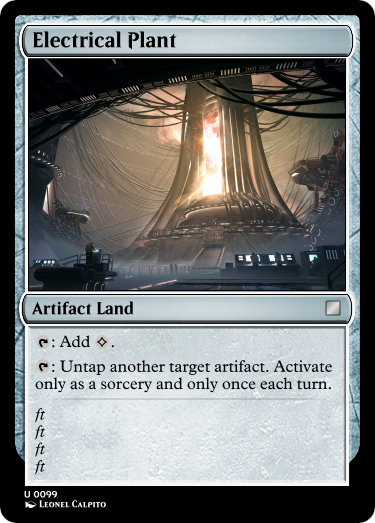 Electrical Plant
Artifact Land
: Add .
: Untap another target artifact. Activate
only as a sorcery and only once each turn.
ft
ft
ft
ft
U 0099
Leonel Calpito